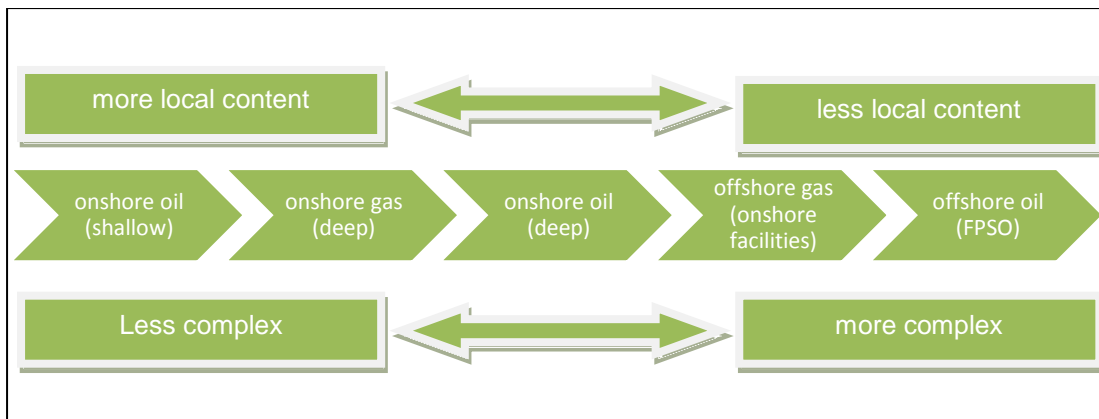 more local content
less local content
onshore oil
(shallow)
onshore gas
(deep)
onshore oil
(deep)
offshore gas
(onshore
facilities)
offshore oil
(FPSO)
Less complex
more complex